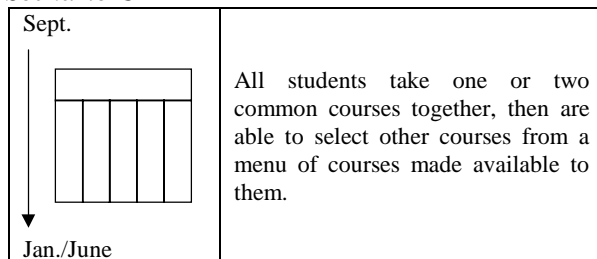 Sept.
All students take one or two
common courses together, then are
able to select other courses from a
menu of courses made available to
them.
Jan./June